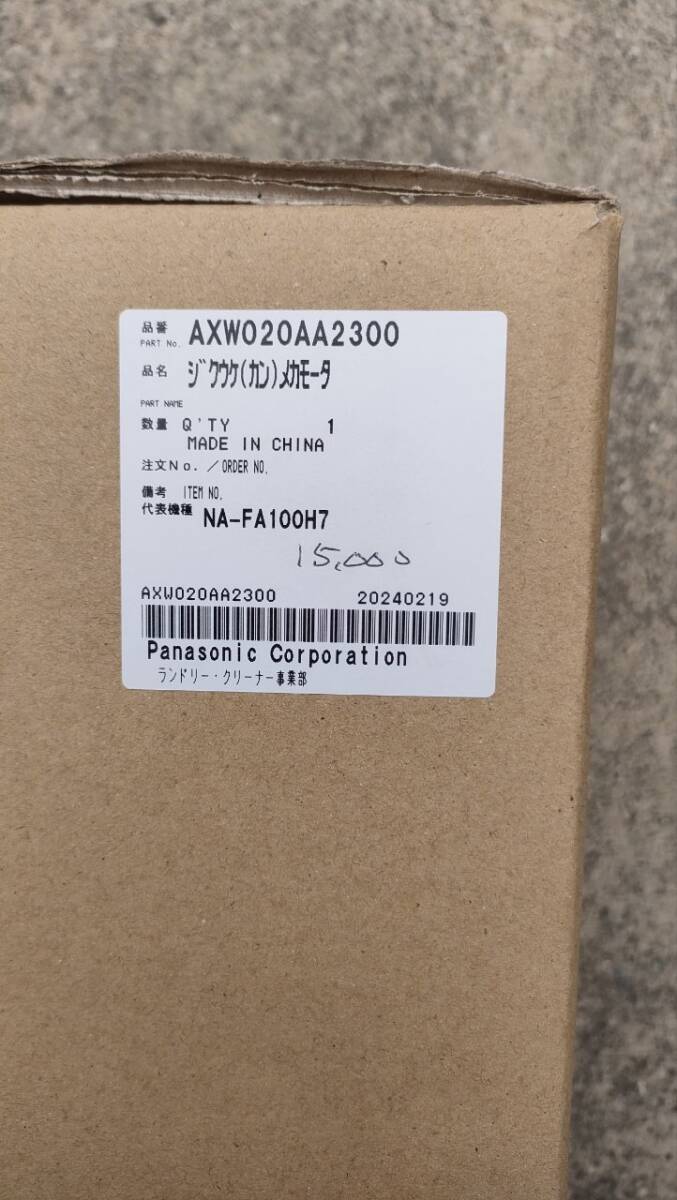 品番 AXW020AA2300
PART No.
品名 ジクウケ(カン)メカモータ
PART NAME
数量 Q'TY 1
MADE IN CHINA
注文No. / ORDER NO.
備考 ITEM NO.
代表機種 NA-FA100H7
15,000
AXW020AA2300 20240219
Panasonic Corporation
ランドリー・クリーナー事業部